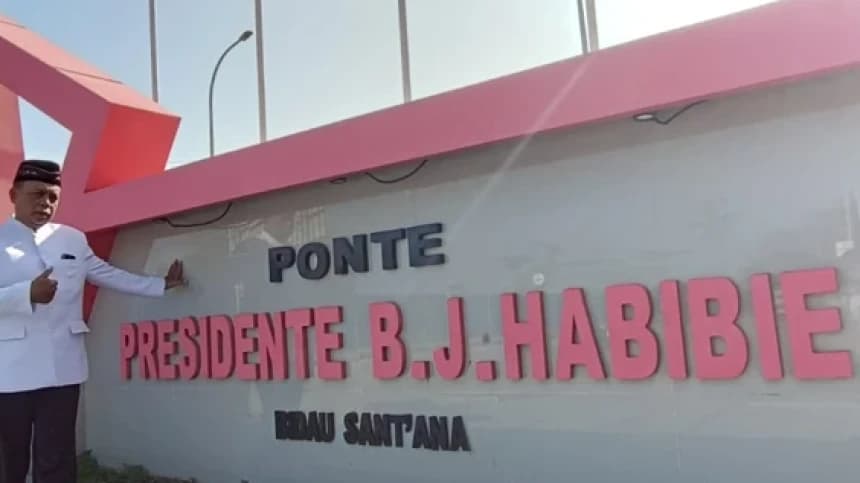 PONTE
PRESIDENTE B.J.HABIBIE
BIDAU SANT'ANA